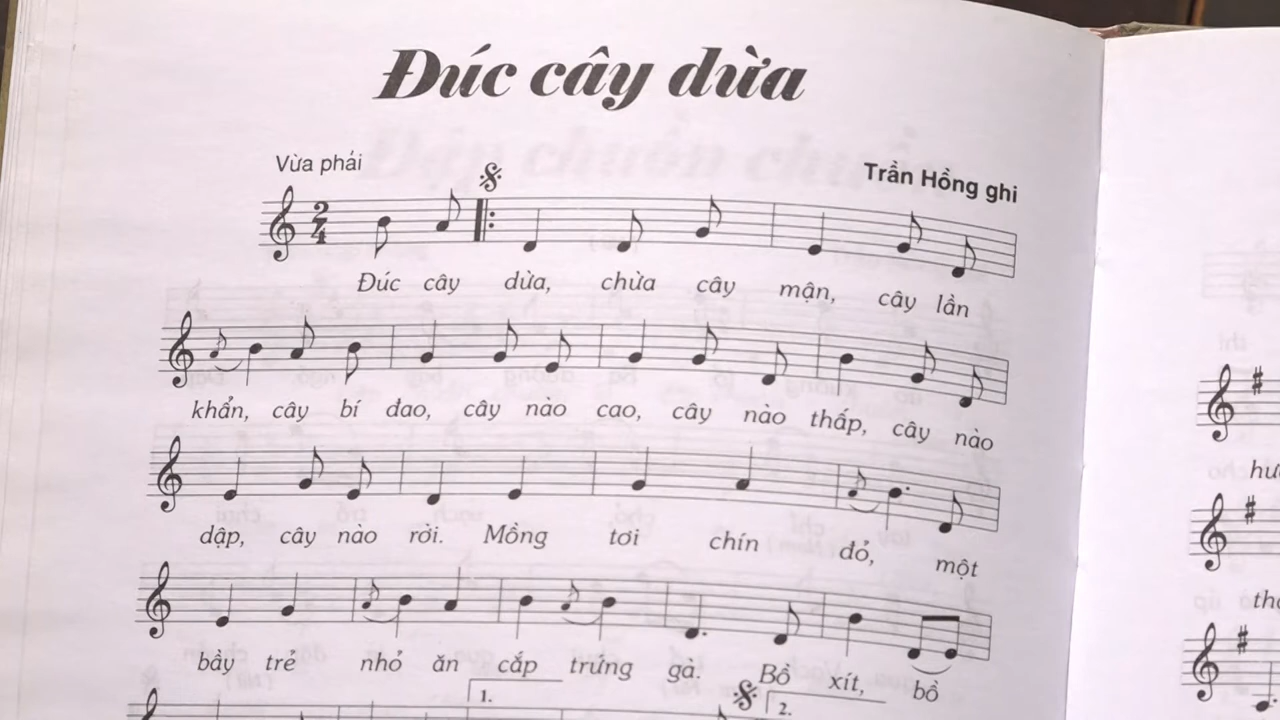 Đúc cây dừa
Vừa phải
Trần Hồng ghi
2
4
Đúc cây dừa, chừa cây mận, cây lần
khẩn, cây bí đao, cây nào cao, cây nào thấp, cây nào
dập, cây nào rời. Mồng tơi chín đỏ, một
bầy trẻ nhỏ ăn cắp trứng gà. Bồ xít, bồ
1.
2.